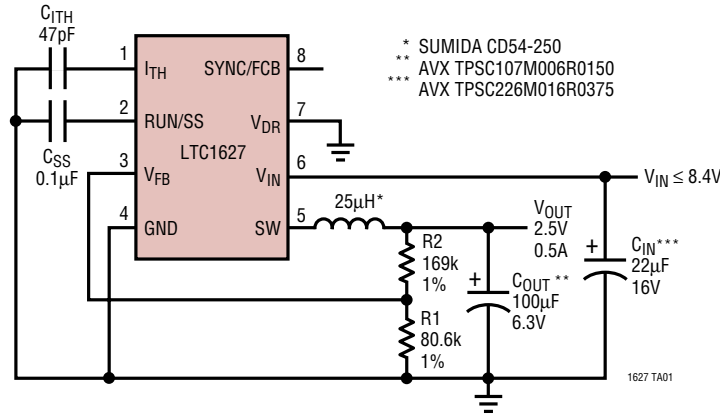 C_ITH
47pF
1
I_TH
SYNC/FCB
8
* SUMIDA CD54-250
** AVX TPSC107M006R0150
*** AVX TPSC226M016R0375
2
RUN/SS
V_DR
7
C_SS
0.1µF
LTC1627
3
V_FB
V_IN
6
V_IN ≤ 8.4V
4
GND
SW
5
25µH*
V_OUT
2.5V
0.5A
R2
169k
1%
+
C_OUT**
100µF
6.3V
+
C_IN***
22µF
16V
R1
80.6k
1%
1627 TA01